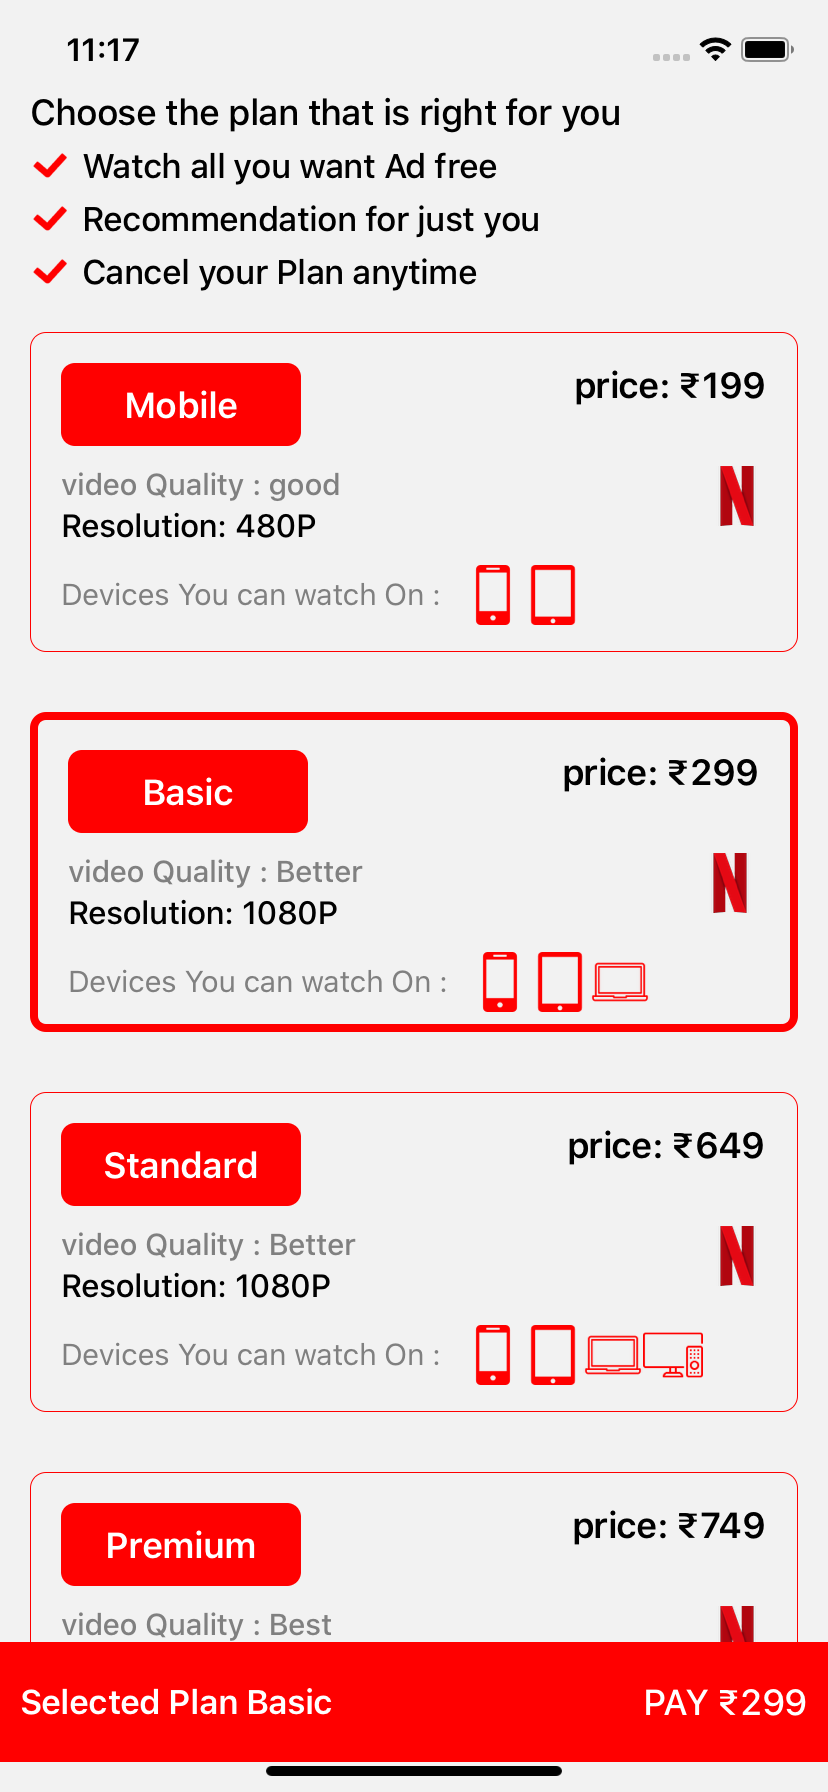 11:17
Choose the plan that is right for you
Watch all you want Ad free
Recommendation for just you
Cancel your Plan anytime
Mobile
price: ₹199
video Quality : good
N
Resolution: 480P
Devices You can watch On :
Basic
price: ₹299
video Quality : Better
N
Resolution: 1080P
Devices You can watch On :
Standard
price: ₹649
video Quality : Better
N
Resolution: 1080P
Devices You can watch On :
Premium
price: ₹749
video Quality : Best
N
Selected Plan Basic
PAY ₹299